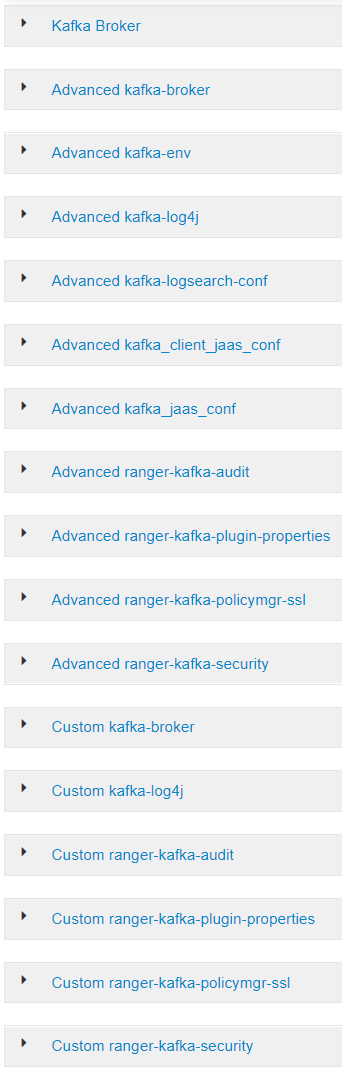 Kafka Broker
Advanced kafka-broker
Advanced kafka-env
Advanced kafka-log4j
Advanced kafka-logsearch-conf
Advanced kafka_client_jaas_conf
Advanced kafka_jaas_conf
Advanced ranger-kafka-audit
Advanced ranger-kafka-plugin-properties
Advanced ranger-kafka-policymgr-ssl
Advanced ranger-kafka-security
Custom kafka-broker
Custom kafka-log4j
Custom ranger-kafka-audit
Custom ranger-kafka-plugin-properties
Custom ranger-kafka-policymgr-ssl
Custom ranger-kafka-security